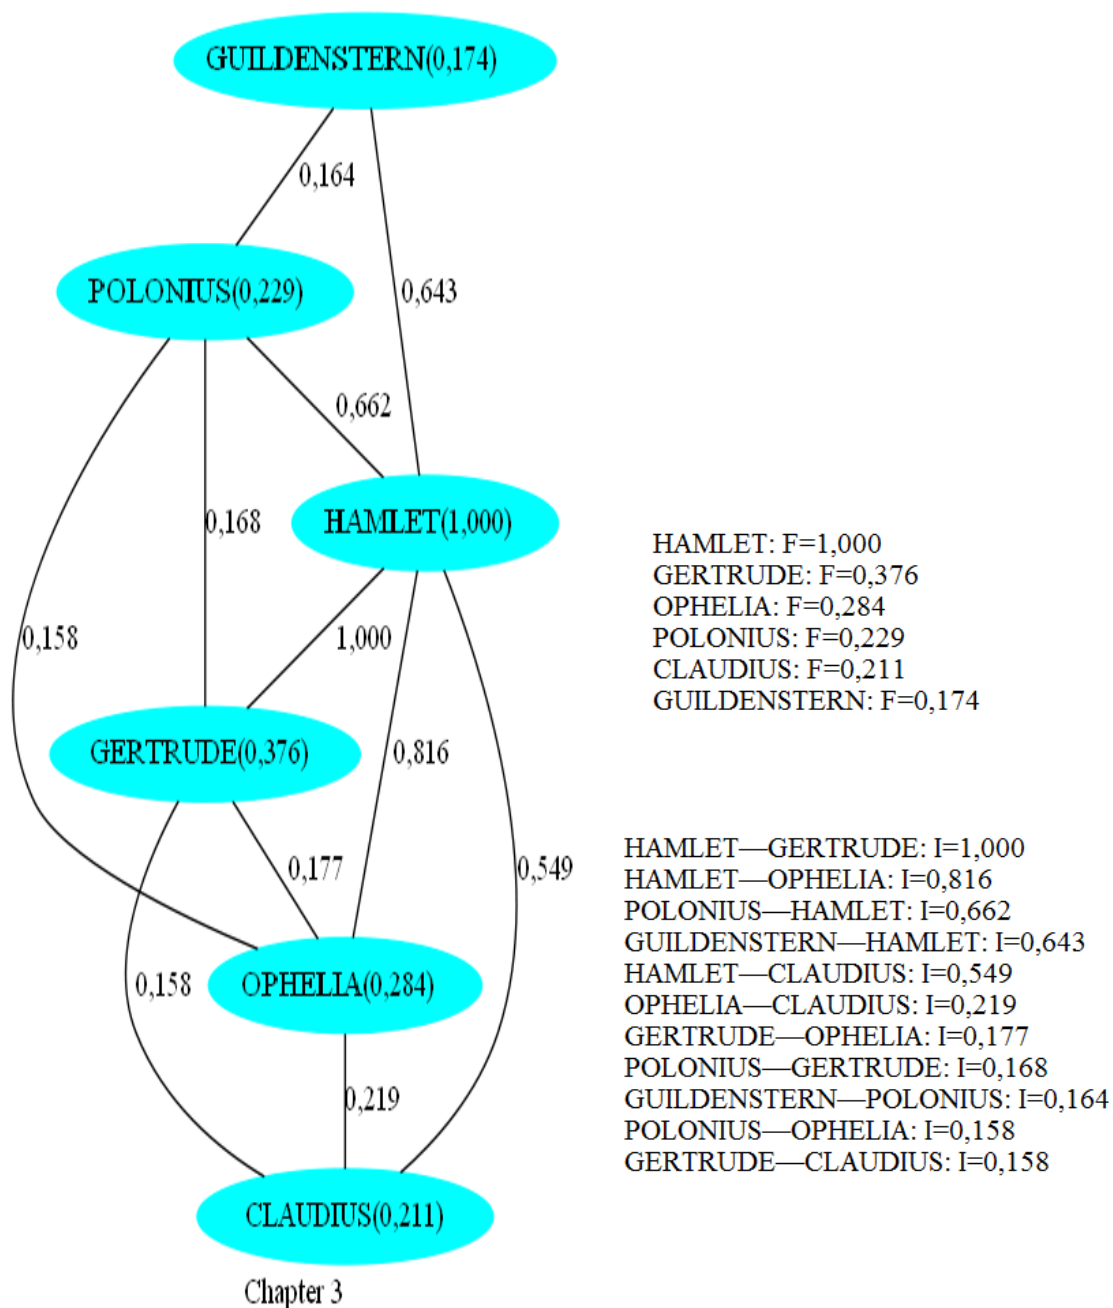 GUILDENSTERN(0,174)
0,164
POLONIUS(0,229)
0,643
0,662
0,168
HAMLET(1,000)
0,158
1,000
GERTRUDE(0,376)
0,816
0,177
0,549
0,158
OPHELIA(0,284)
0,219
CLAUDIUS(0,211)
Chapter 3
HAMLET: F=1,000
GERTRUDE: F=0,376
OPHELIA: F=0,284
POLONIUS: F=0,229
CLAUDIUS: F=0,211
GUILDENSTERN: F=0,174
HAMLET—GERTRUDE: I=1,000
HAMLET—OPHELIA: I=0,816
POLONIUS—HAMLET: I=0,662
GUILDENSTERN—HAMLET: I=0,643
HAMLET—CLAUDIUS: I=0,549
OPHELIA—CLAUDIUS: I=0,219
GERTRUDE—OPHELIA: I=0,177
POLONIUS—GERTRUDE: I=0,168
GUILDENSTERN—POLONIUS: I=0,164
POLONIUS—OPHELIA: I=0,158
GERTRUDE—CLAUDIUS: I=0,158